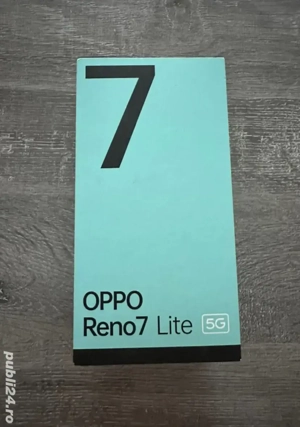 7
OPPO
Reno7 Lite 5G
publi24.ro